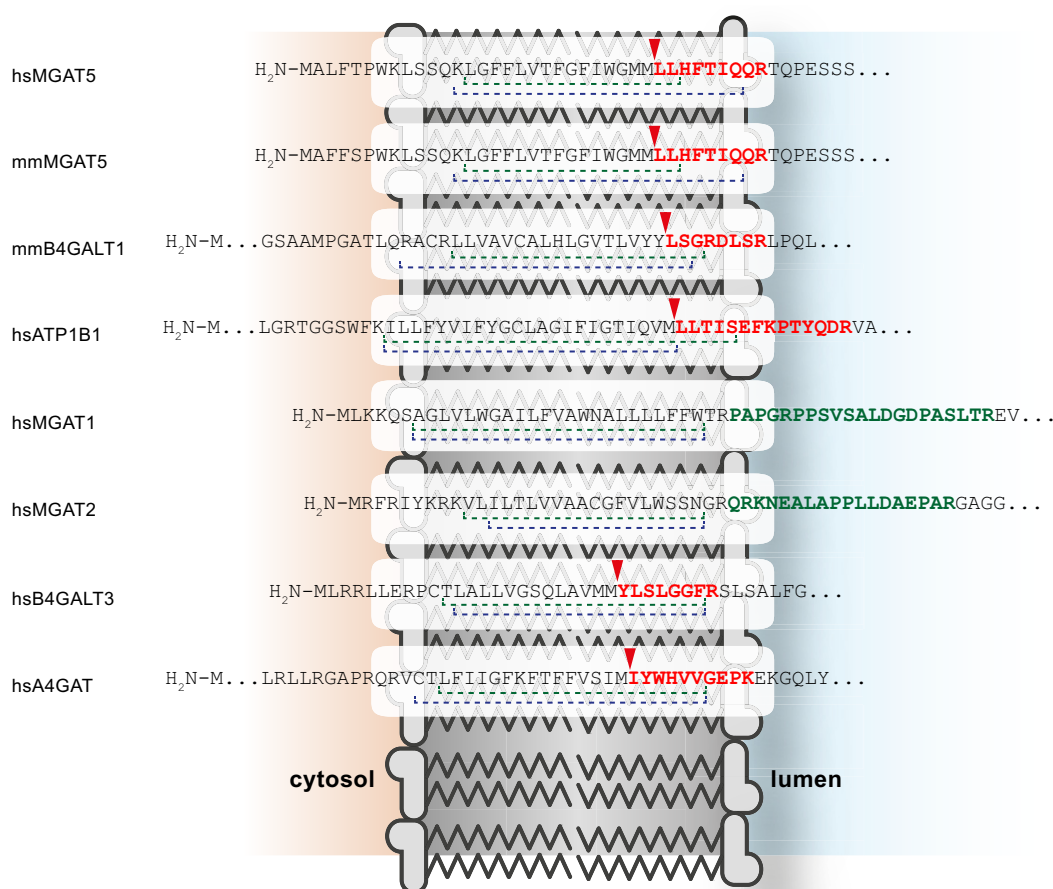 hsMGAT5 H2N-MALFTPWKLSSQKLGFFLVTFGFIWGMMLLHFTIQQRTQPESSS...
mmMGAT5 H2N-MAFFSPWKLSSQKLGFFLVTFGFIWGMMLLHFTIQQRTQPESSS...
mmB4GALT1 H2N-M...GSAAMPGATLQRACRLLVAVCALHLGVTLVYYLSGRDLSRLPQL...
hsATP1B1 H2N-M...LGRTGGSWFKILLFYVIFYGCLAGIFIGTIQVMLLTISEFKPTYQDRVA...
hsMGAT1 H2N-MLKKQSAGLVLWGAILFVAWNALLLLFFWTRPAPGRPPSVSALDGDPASLTREV...
hsMGAT2 H2N-MRFRIYKRKVLILTLVVAACGFVLWSSNGRQRKNEALAPPLLDAEPARGAGG...
hsB4GALT3 H2N-MLRRLLERPCTLALLVGSQLAVMMYLSLGGFRSLSALFG...
hsA4GAT H2N-M...LRLLRGAPRQRVCTLFIIGFKFTFFVSIMIYWHVVGEPKEKGQLY...
cytosol lumen